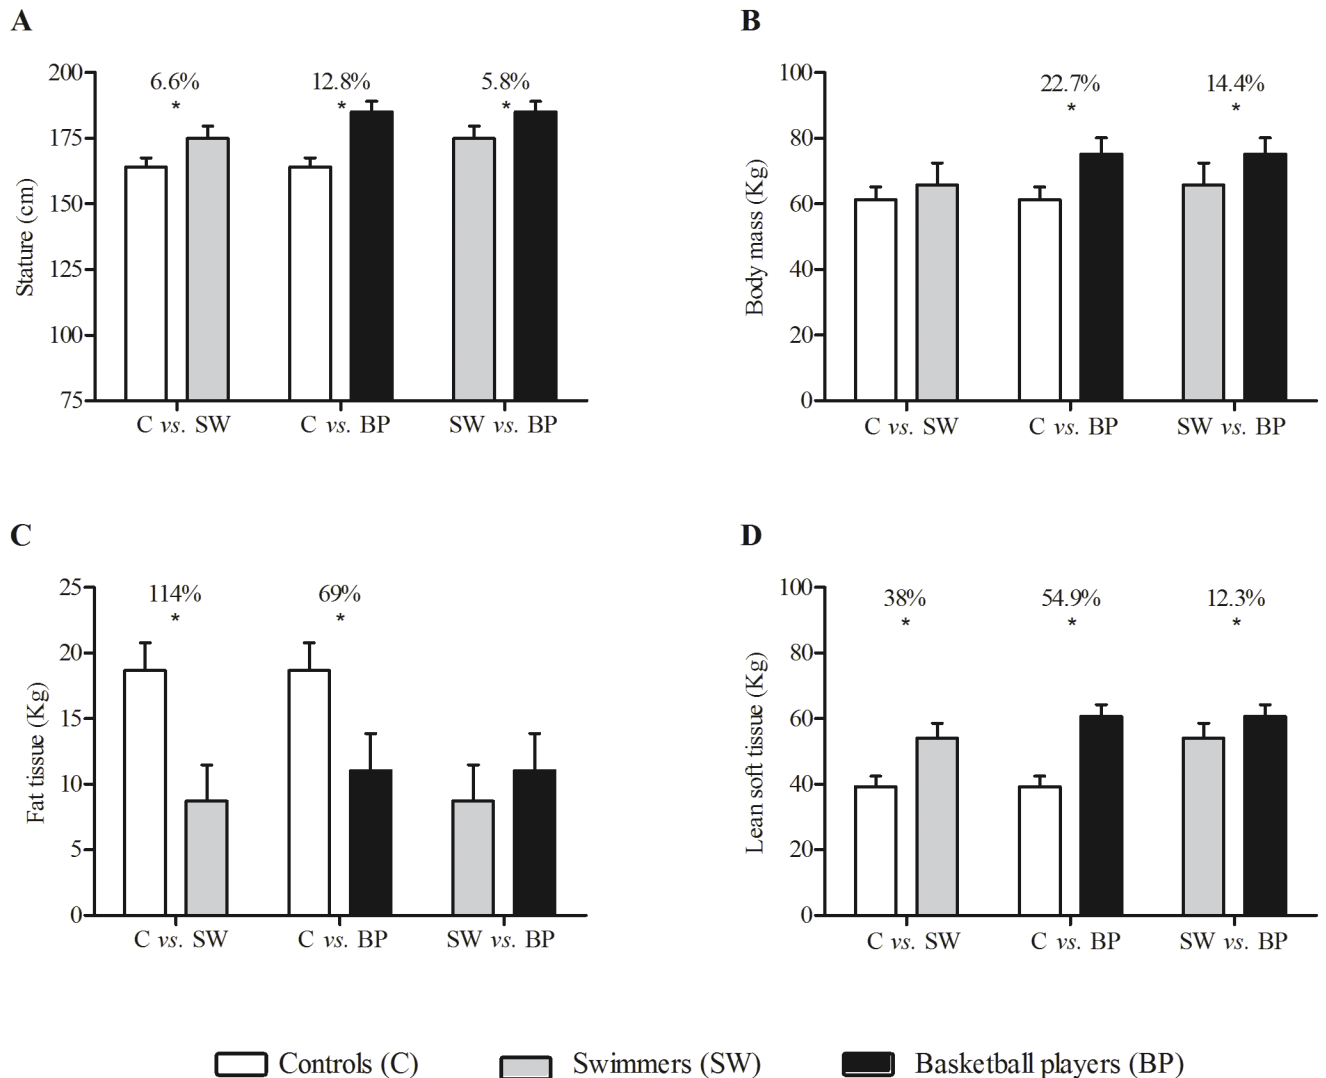 A
200
175
150
125
100
75
Stature (cm)
6.6%
*
12.8%
*
5.8%
*
C vs. SW
C vs. BP
SW vs. BP
B
100
80
60
40
20
0
Body mass (Kg)
22.7%
*
14.4%
*
C vs. SW
C vs. BP
SW vs. BP
C
25
20
15
10
5
0
Fat tissue (Kg)
114%
*
69%
*
C vs. SW
C vs. BP
SW vs. BP
D
100
80
60
40
20
0
Lean soft tissue (Kg)
38%
*
54.9%
*
12.3%
*
C vs. SW
C vs. BP
SW vs. BP
Controls (C)
Swimmers (SW)
Basketball players (BP)